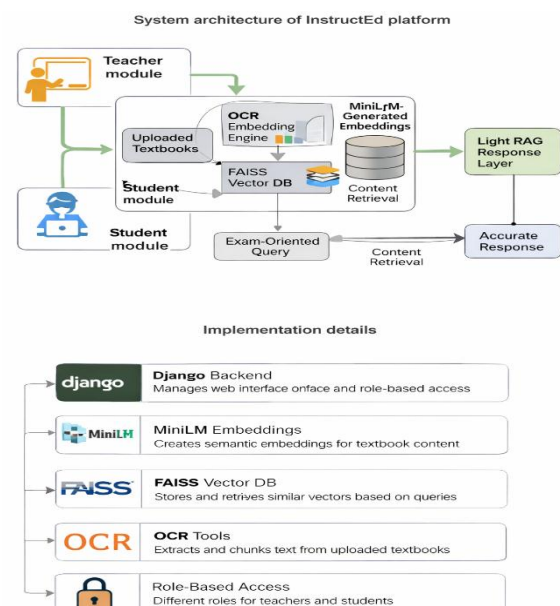 System architecture of InstructEd platform
Teacher
module
Uploaded
Textbooks
OCR
Embedding
Engine
MiniLrM-
Generated
Embeddings
FAISS
Vector DB
Student
module
Content
Retrieval
Light RAG
Response
Layer
Student
module
Exam-Oriented
Query
Content
Retrieval
Accurate
Response
Implementation details
django
Django Backend
Manages web interface onface and role-based access
MiniLM
MiniLM Embeddings
Creates semantic embeddings for textbook content
FAISS
FAISS Vector DB
Stores and retrives similar vectors based on queries
OCR
OCR Tools
Extracts and chunks text from uploaded textbooks
Role-Based Access
Different roles for teachers and students